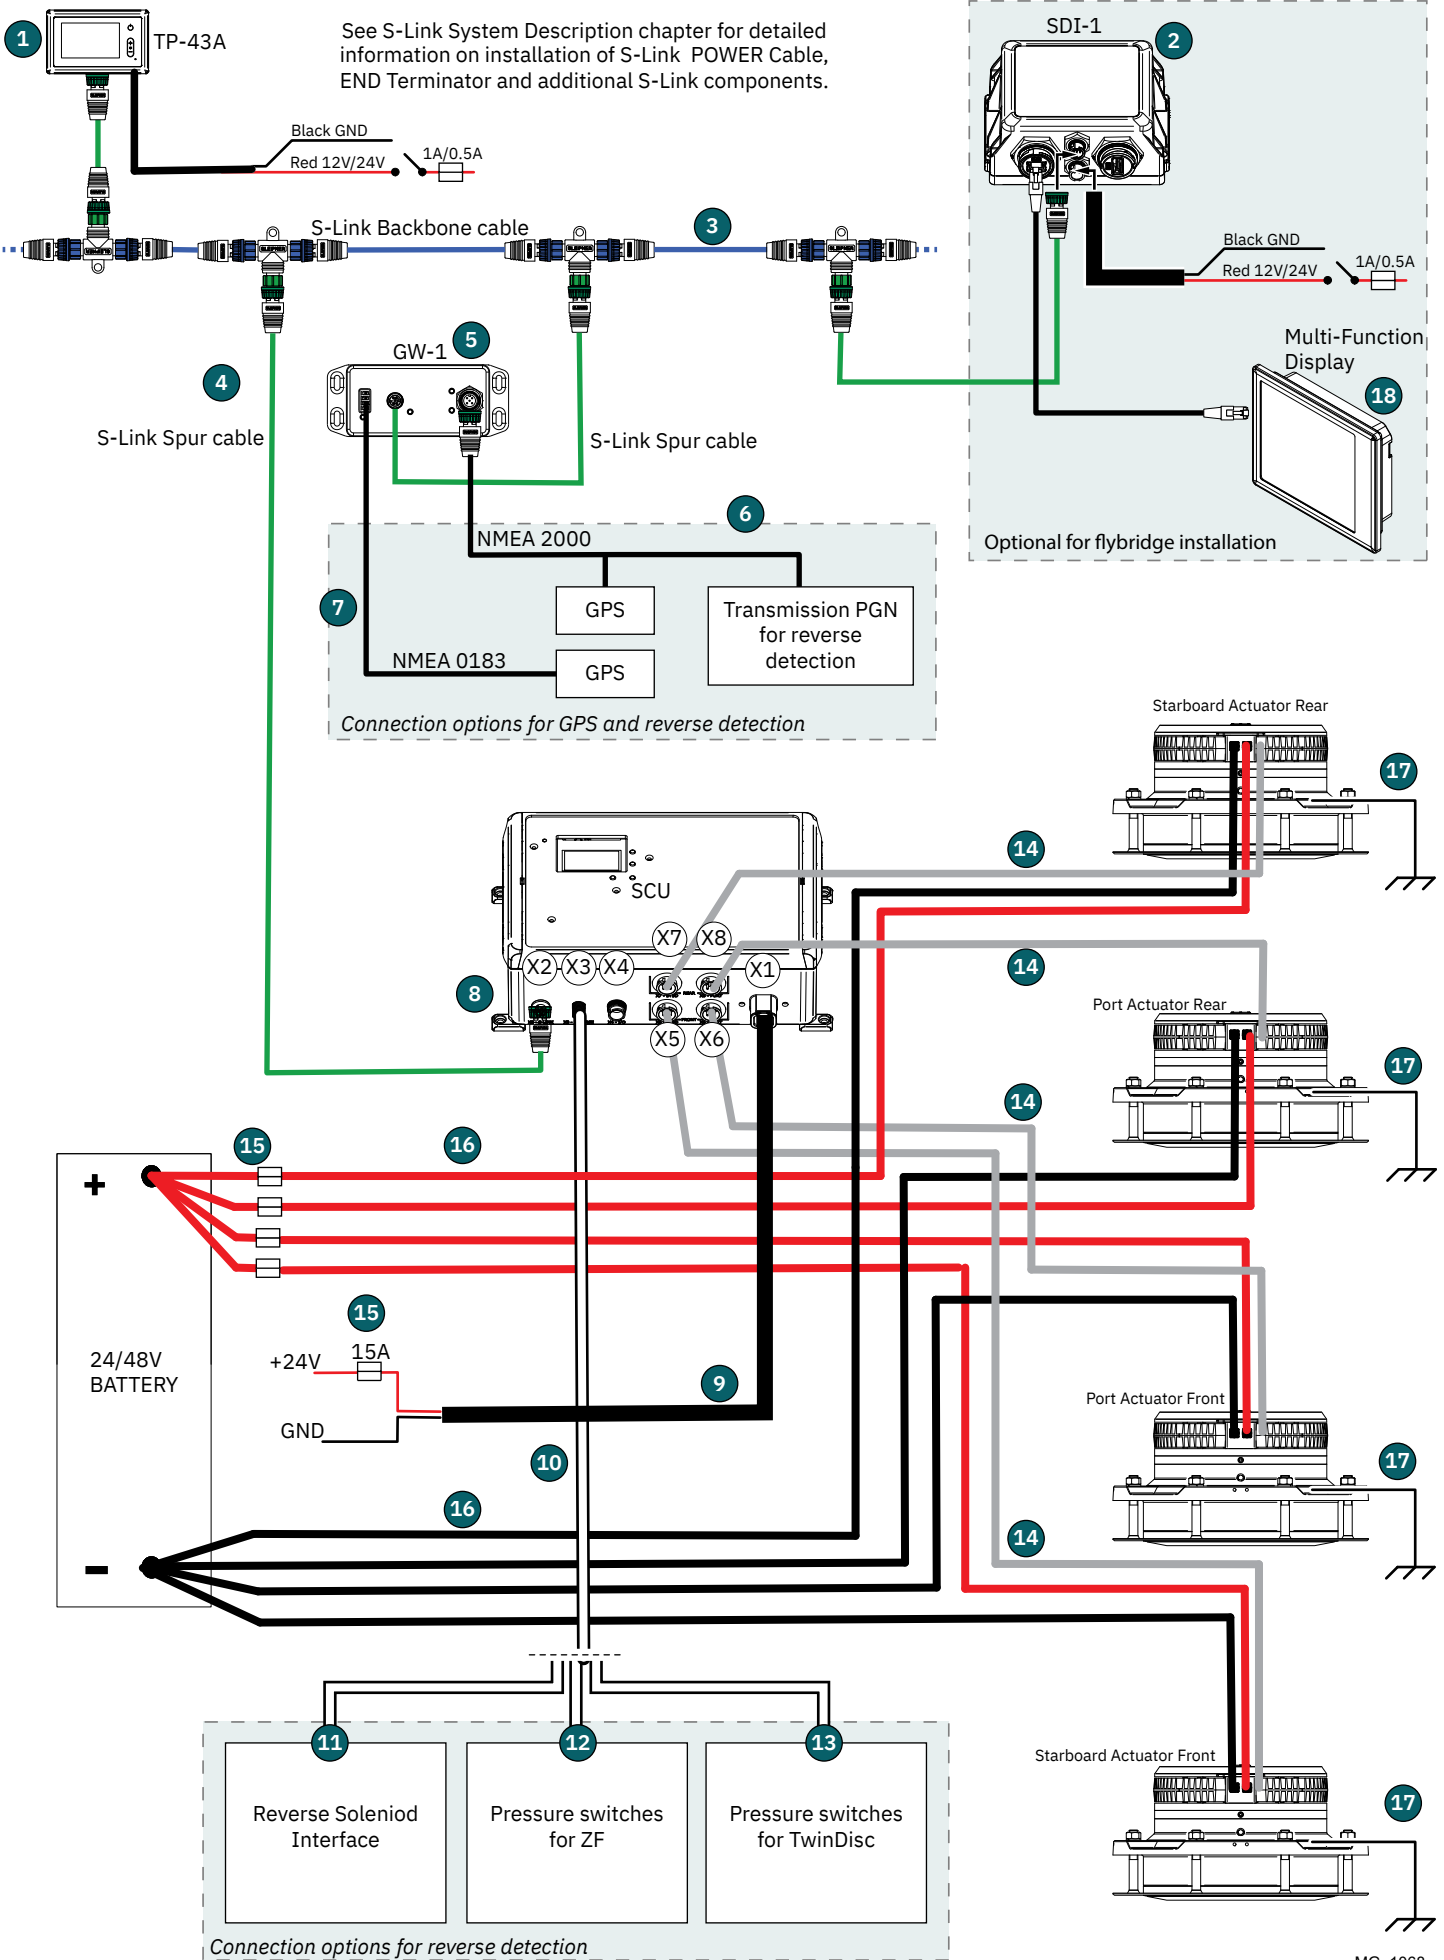 1
TP-43A
See S-Link System Description chapter for detailed
information on installation of S-Link POWER Cable,
END Terminator and additional S-Link components.
SDI-1
2
Black GND
Red 12V/24V
1A/0.5A
S-Link Backbone cable
3
Black GND
Red 12V/24V
1A/0.5A
Multi-Function
Display
18
GW-1
5
4
S-Link Spur cable
S-Link Spur cable
Optional for flybridge installation
6
NMEA 2000
7
GPS
Transmission PGN
for reverse
detection
NMEA 0183
GPS
Connection options for GPS and reverse detection
Starboard Actuator Rear
17
14
SCU
X7
X8
X2
X3
X4
X1
14
8
Port Actuator Rear
X5
X6
17
14
15
16
+
24/48V
BATTERY
15
15A
+24V
GND
9
Port Actuator Front
17
10
16
-
14
11
12
13
Reverse Soleniod
Interface
Pressure switches
for ZF
Pressure switches
for TwinDisc
Connection options for reverse detection
Starboard Actuator Front
17